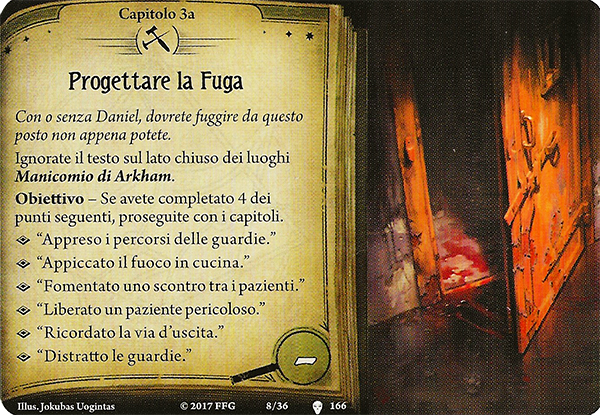 Capitolo 3a
Progettare la Fuga
Con o senza Daniel, dovrete fuggire da questo
posto non appena potete.
Ignorate il testo sul lato chiuso dei luoghi
Manicomio di Arkham.
Obiettivo – Se avete completato 4 dei
punti seguenti, proseguite con i capitoli.
“Appreso i percorsi delle guardie.”
“Appiccato il fuoco in cucina.”
“Fomentato uno scontro tra i pazienti.”
“Liberato un paziente pericoloso.”
“Ricordato la via d’uscita.”
“Distratto le guardie.”
–
Illus. Jokubas Uogintas © 2017 FFG 8/36 166